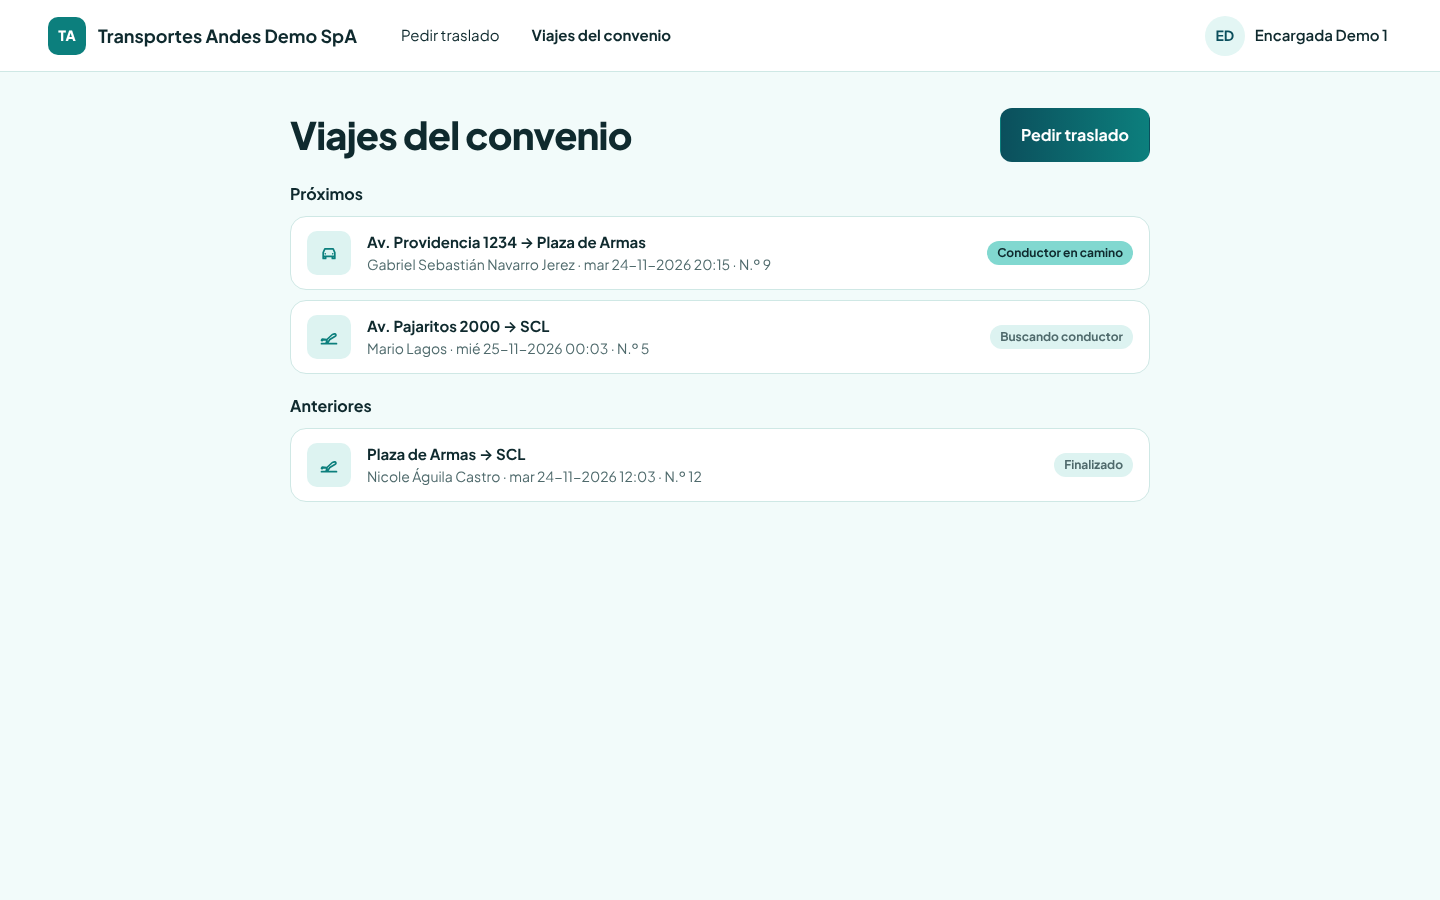 TA Transportes Andes Demo SpA Pedir traslado Viajes del convenio ED Encargada Demo 1
Viajes del convenio Pedir traslado
Próximos
Av. Providencia 1234 → Plaza de Armas
Gabriel Sebastián Navarro Jerez · mar 24-11-2026 20:15 · N.º 9
Conductor en camino
Av. Pajaritos 2000 → SCL
Mario Lagos · mié 25-11-2026 00:03 · N.º 5
Buscando conductor
Anteriores
Plaza de Armas → SCL
Nicole Águila Castro · mar 24-11-2026 12:03 · N.º 12
Finalizado